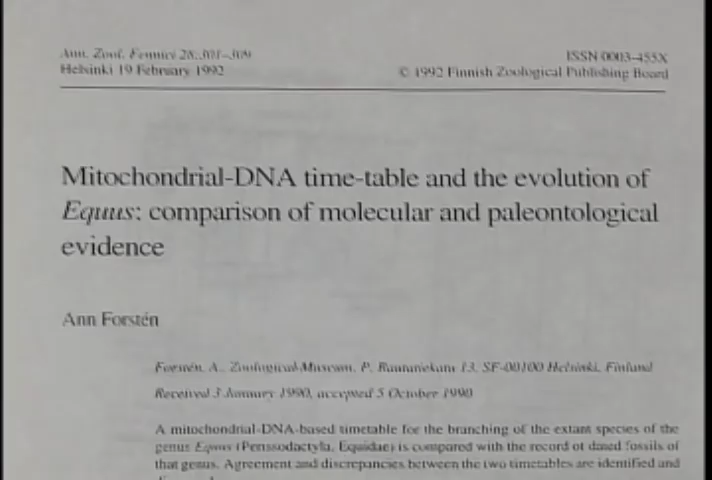 Ann. Zool. Fennici 28: 301–309
Helsinki 19 February 1992
ISSN 0003–455X
© 1992 Finnish Zoological Publishing Board
Mitochondrial-DNA time-table and the evolution of
Equus: comparison of molecular and paleontological
evidence
Ann Forstén
Forstén, A., Zoological Museum, P. 13, SF-00100 Helsinki, Finland
Received 3 January 1990, accepted 5 October 1990
A mitochondrial-DNA-based timetable for the branching of the extant species of the
genus Equus (Perissodactyla, Equidae) is compared with the record of dated fossils of
that genus. Agreement and discrepancies between the two timetables are identified and